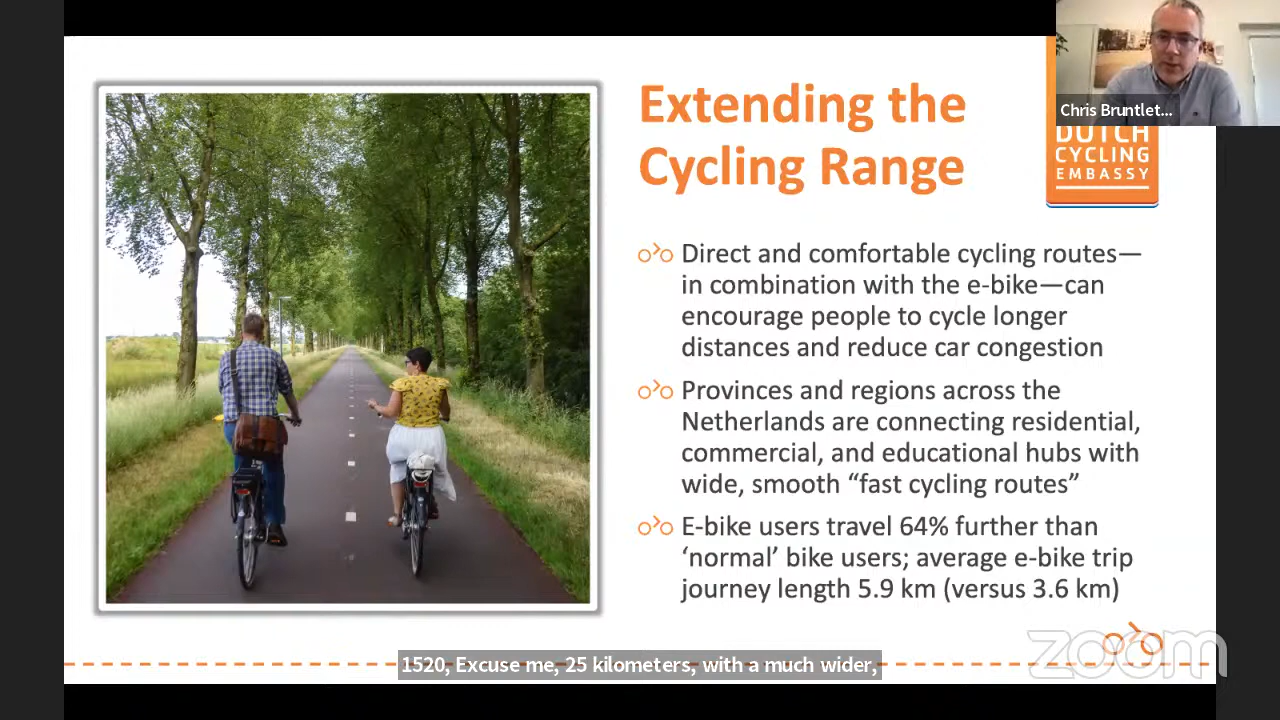 Chris Bruntlet...
DUTCH
CYCLING
EMBASSY
Extending the
Cycling Range
Direct and comfortable cycling routes—
in combination with the e-bike—can
encourage people to cycle longer
distances and reduce car congestion
Provinces and regions across the
Netherlands are connecting residential,
commercial, and educational hubs with
wide, smooth “fast cycling routes”
E-bike users travel 64% further than
‘normal’ bike users; average e-bike trip
journey length 5.9 km (versus 3.6 km)
1520, Excuse me, 25 kilometers, with a much wider,
zoom